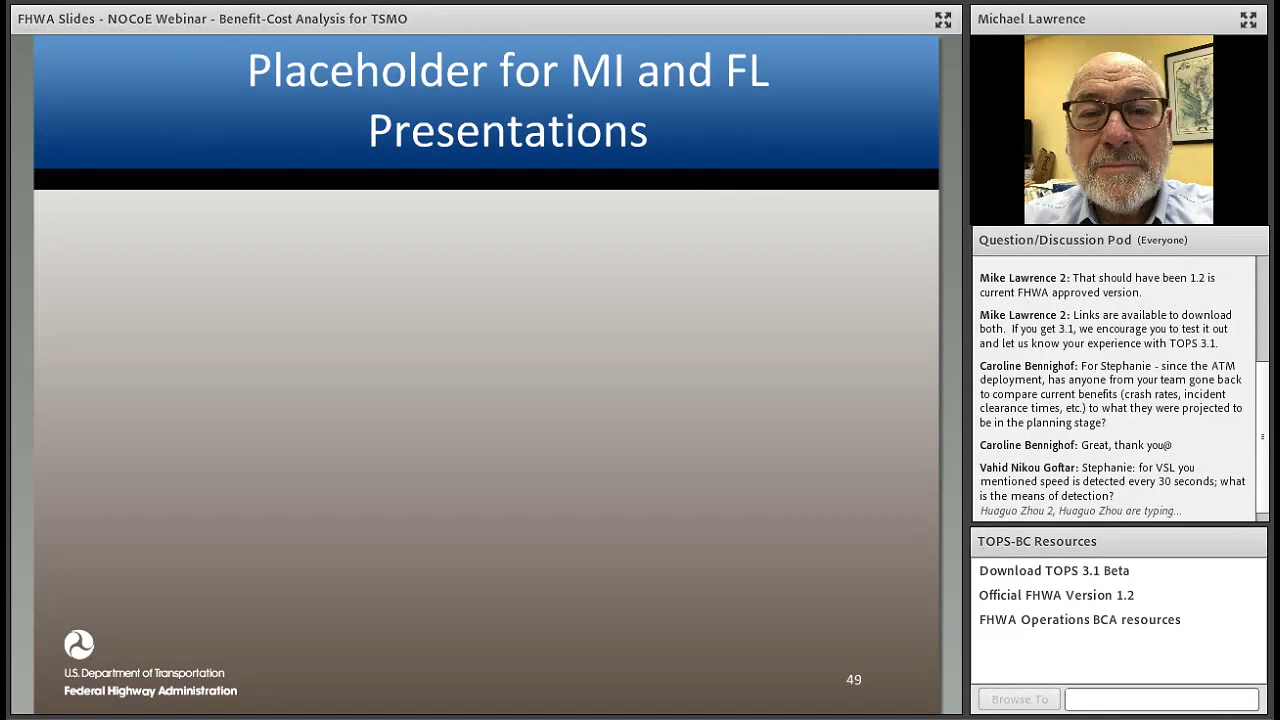 FHWA Slides - NOCoE Webinar - Benefit-Cost Analysis for TSMO
Placeholder for MI and FL
Presentations
U.S. Department of Transportation
Federal Highway Administration
49
Michael Lawrence
Question/Discussion Pod (Everyone)
Mike Lawrence 2: That should have been 1.2 is
current FHWA approved version.
Mike Lawrence 2: Links are available to download
both. If you get 3.1, we encourage you to test it out
and let us know your experience with TOPS 3.1.
Caroline Bennighof: For Stephanie - since the ATM
deployment, has anyone from your team gone back
to compare current benefits (crash rates, incident
clearance times, etc.) to what they were projected to
be in the planning stage?
Caroline Bennighof: Great, thank you@
Vahid Nikou Goftar: Stephanie: for VSL you
mentioned speed is detected every 30 seconds; what
is the means of detection?
Huaguo Zhou 2, Huaguo Zhou are typing...
TOPS-BC Resources
Download TOPS 3.1 Beta
Official FHWA Version 1.2
FHWA Operations BCA resources
Browse To